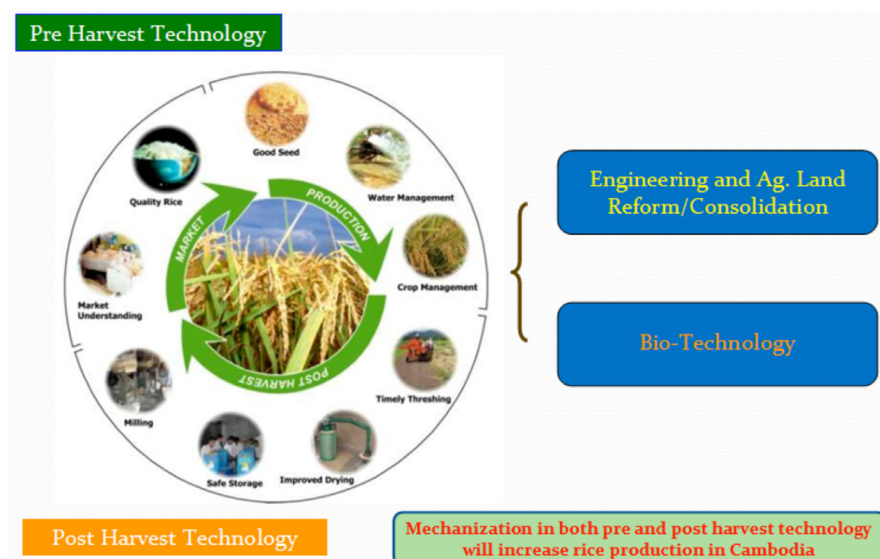 Pre Harvest Technology
Good Seed
Quality Rice
Water Management
MARKET
PRODUCTION
Crop Management
Market
Understanding
POST HARVEST
Timely Threshing
Milling
Safe Storage
Improved Drying
Engineering and Ag. Land
Reform/Consolidation
Bio-Technology
Post Harvest Technology
Mechanization in both pre and post harvest technology
will increase rice production in Cambodia